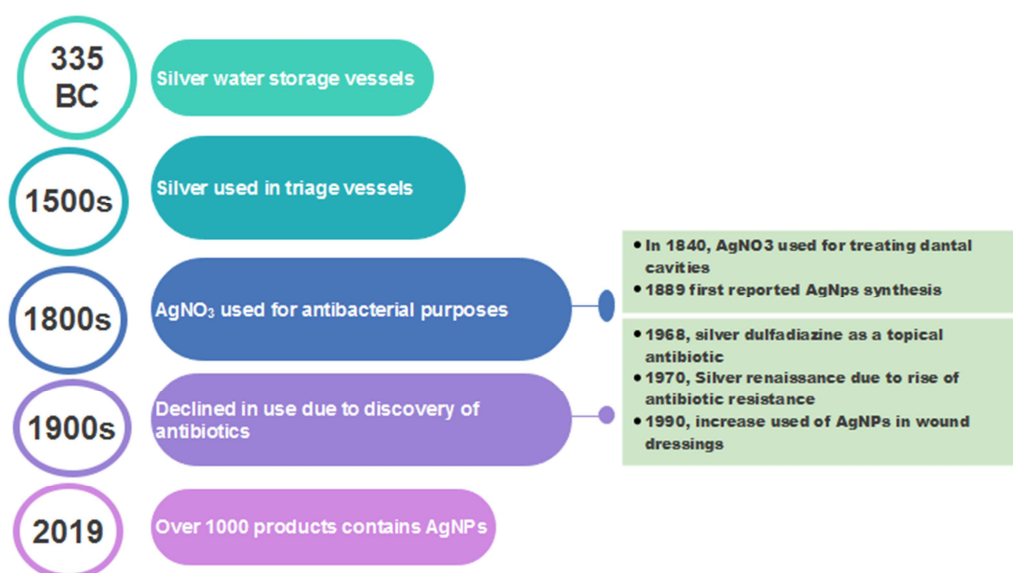 335
BC
Silver water storage vessels
1500s
Silver used in triage vessels
1800s
AgNO₃ used for antibacterial purposes
• In 1840, AgNO3 used for treating dantal
cavities
• 1889 first reported AgNps synthesis
1900s
Declined in use due to discovery of
antibiotics
• 1968, silver dulfadiazine as a topical
antibiotic
• 1970, Silver renaissance due to rise of
antibiotic resistance
• 1990, increase used of AgNPs in wound
dressings
2019
Over 1000 products contains AgNPs